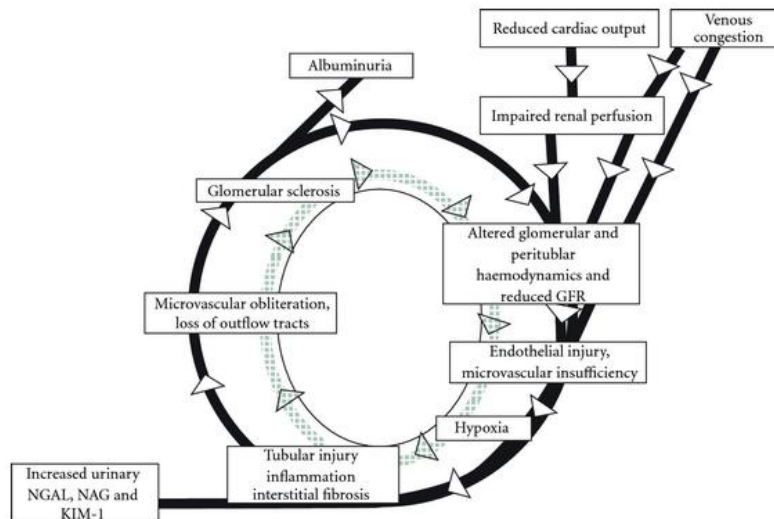 Reduced cardiac output
Venous
congestion
Albuminuria
Impaired renal perfusion
Glomerular sclerosis
Altered glomerular and
peritublar
haemodynamics and
reduced GFR
Microvascular obliteration,
loss of outflow tracts
Endothelial injury,
microvascular insufficiency
Hypoxia
Tubular injury
inflammation
interstitial fibrosis
Increased urinary
NGAL, NAG and
KIM-1